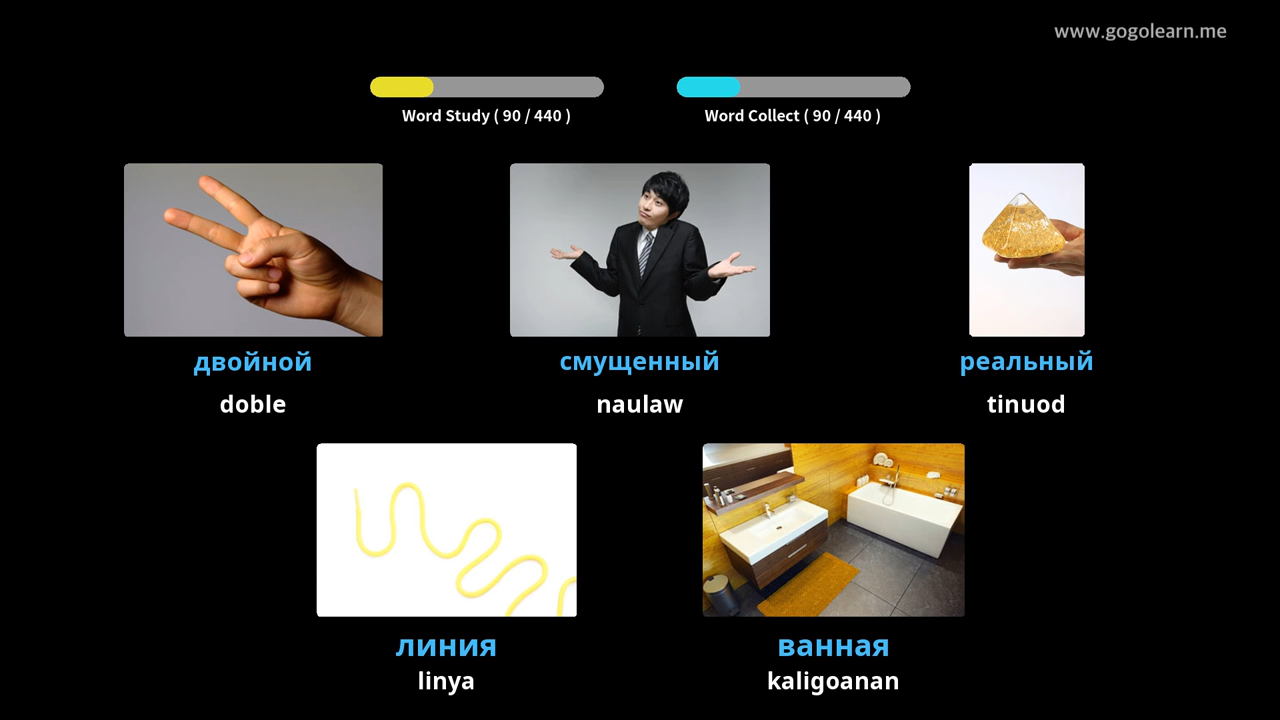 www.gogolearn.me
Word Study ( 90 / 440 )
Word Collect ( 90 / 440 )
двойной
смущенный
реальный
doble
naulaw
tinuod
линия
ванная
linya
kaligoanan